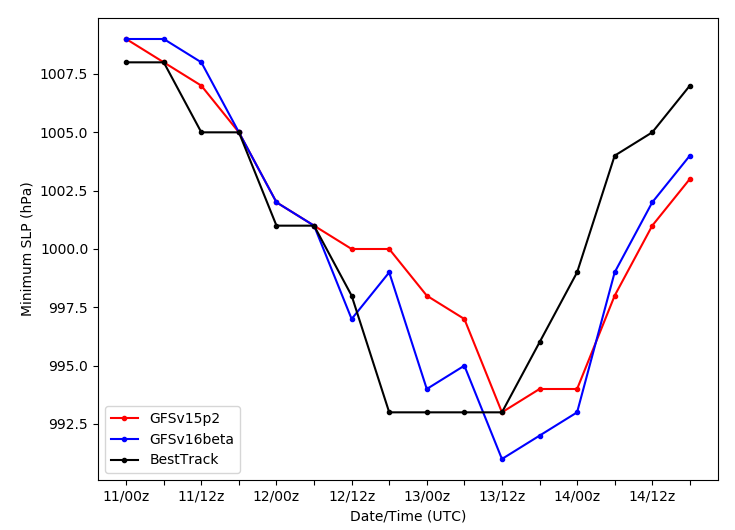 Minimum SLP (hPa)
1007.5
1005.0
1002.5
1000.0
997.5
995.0
992.5
GFSv15p2
GFSv16beta
BestTrack
11/00z 11/12z 12/00z 12/12z 13/00z 13/12z 14/00z 14/12z
Date/Time (UTC)